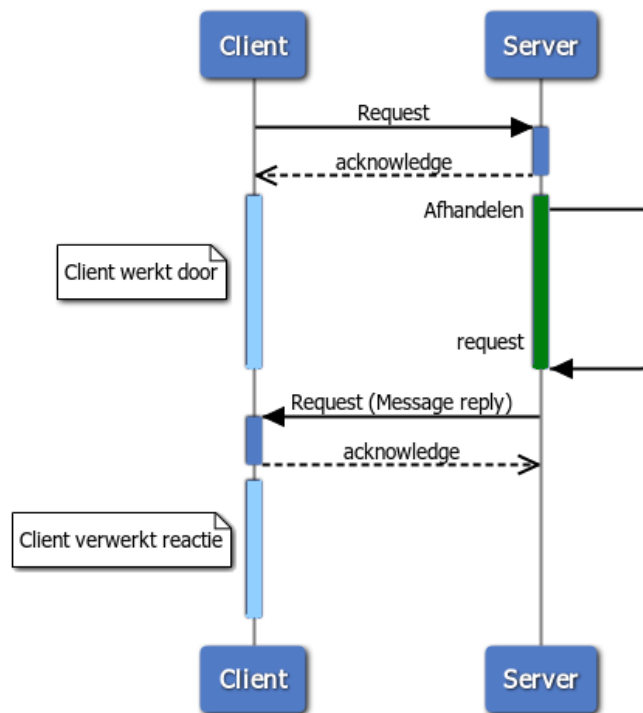 Client
Server
Request
acknowledge
Afhandelen
Client werkt door
request
Request (Message reply)
acknowledge
Client verwerkt reactie
Client
Server